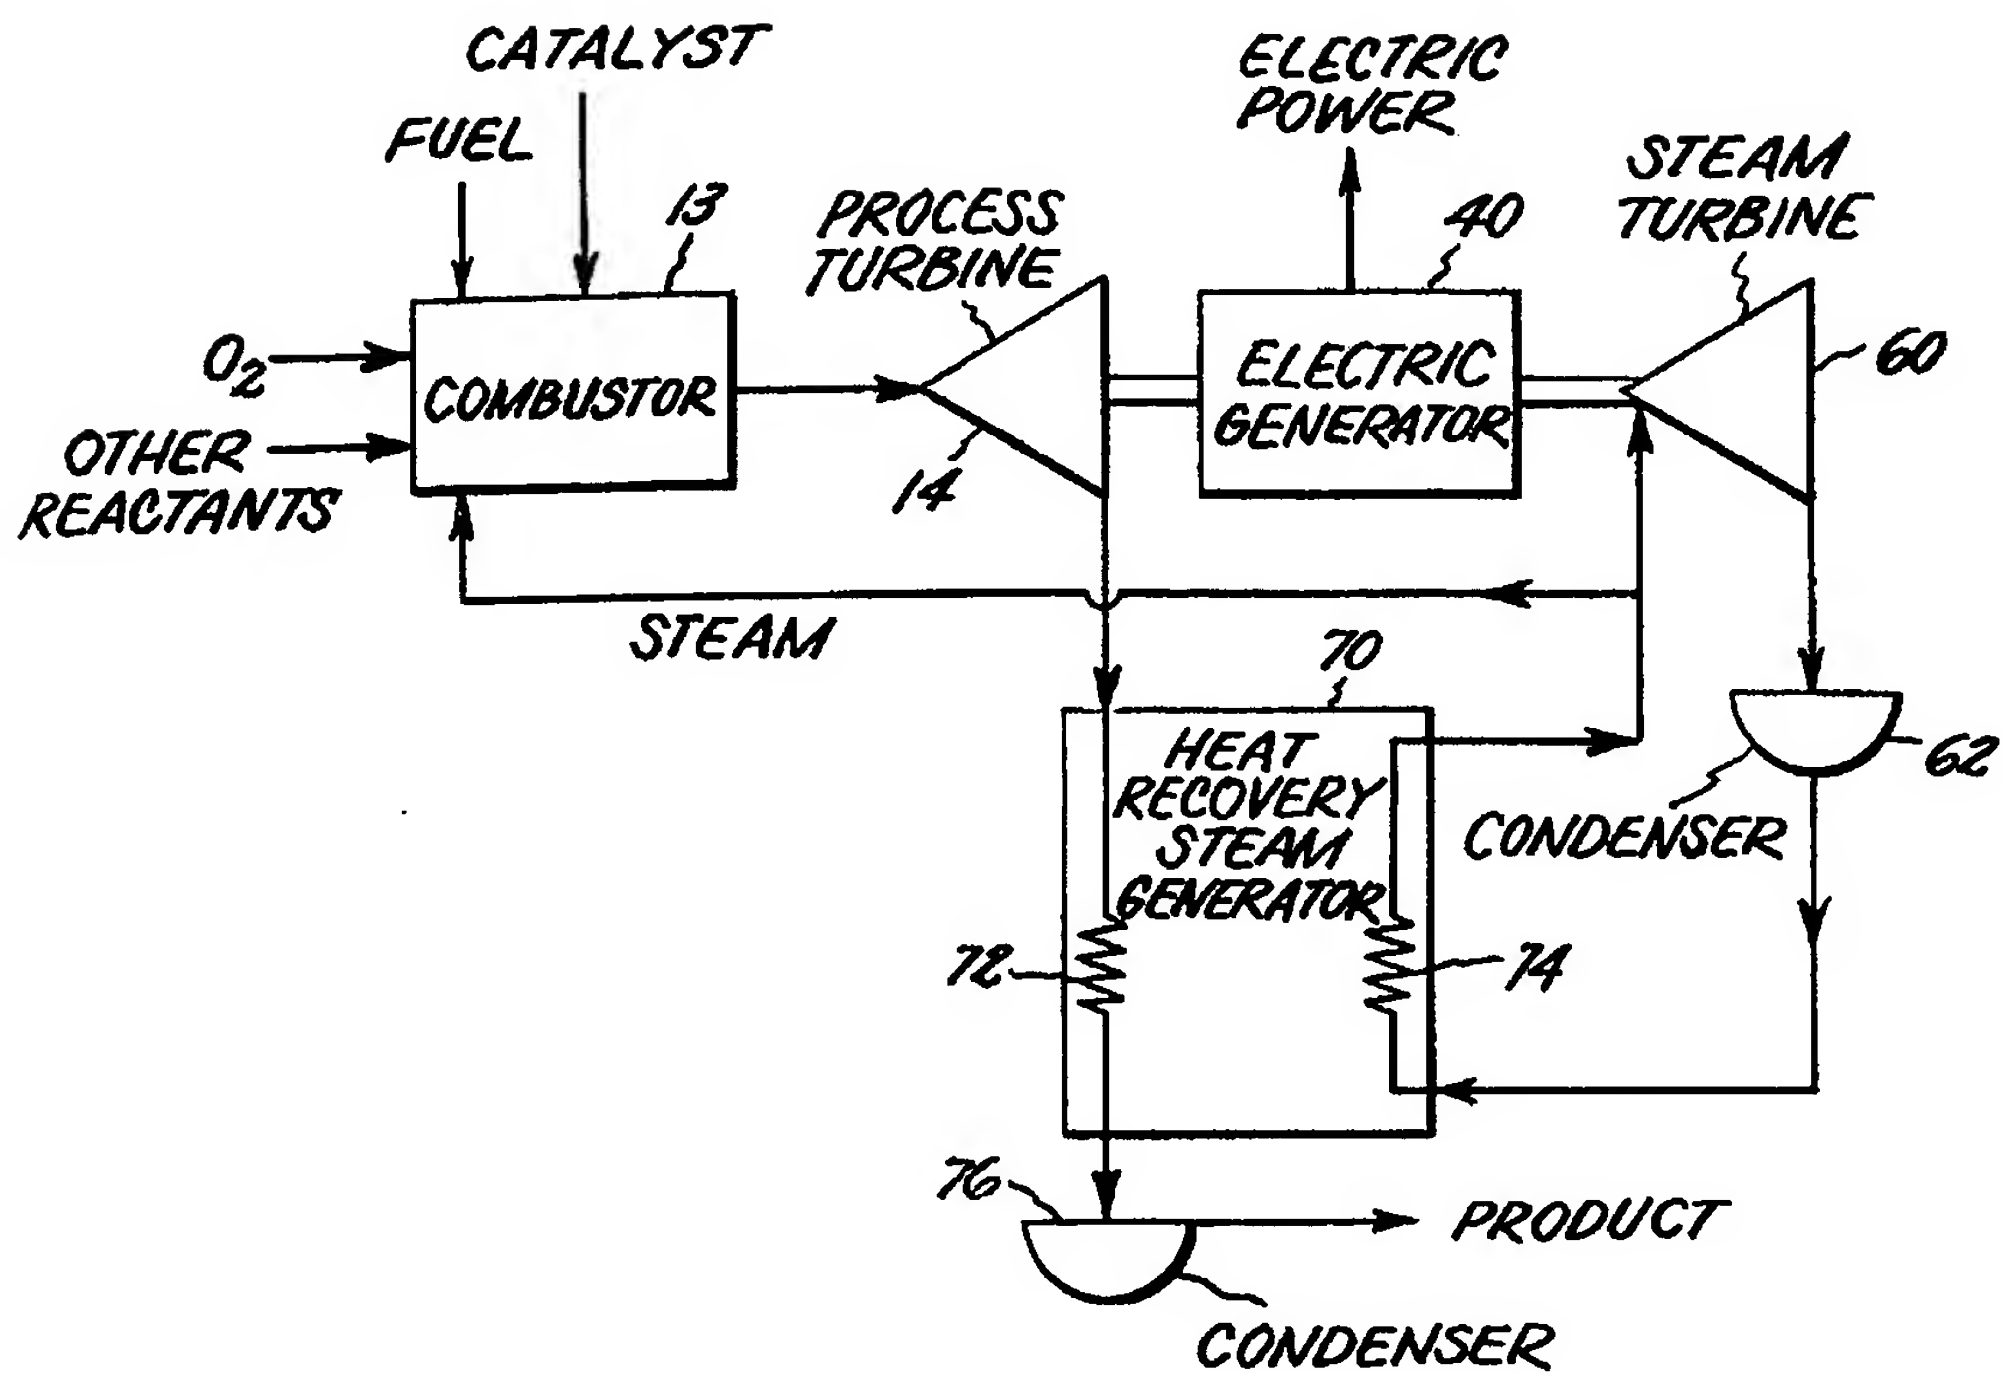 CATALYST
FUEL
13
O2
OTHER
REACTANTS
COMBUSTOR
PROCESS
TURBINE
14
ELECTRIC
POWER
40
ELECTRIC
GENERATOR
STEAM
TURBINE
60
STEAM
70
HEAT
RECOVERY
STEAM
GENERATOR
72
74
62
CONDENSER
76
PRODUCT
CONDENSER